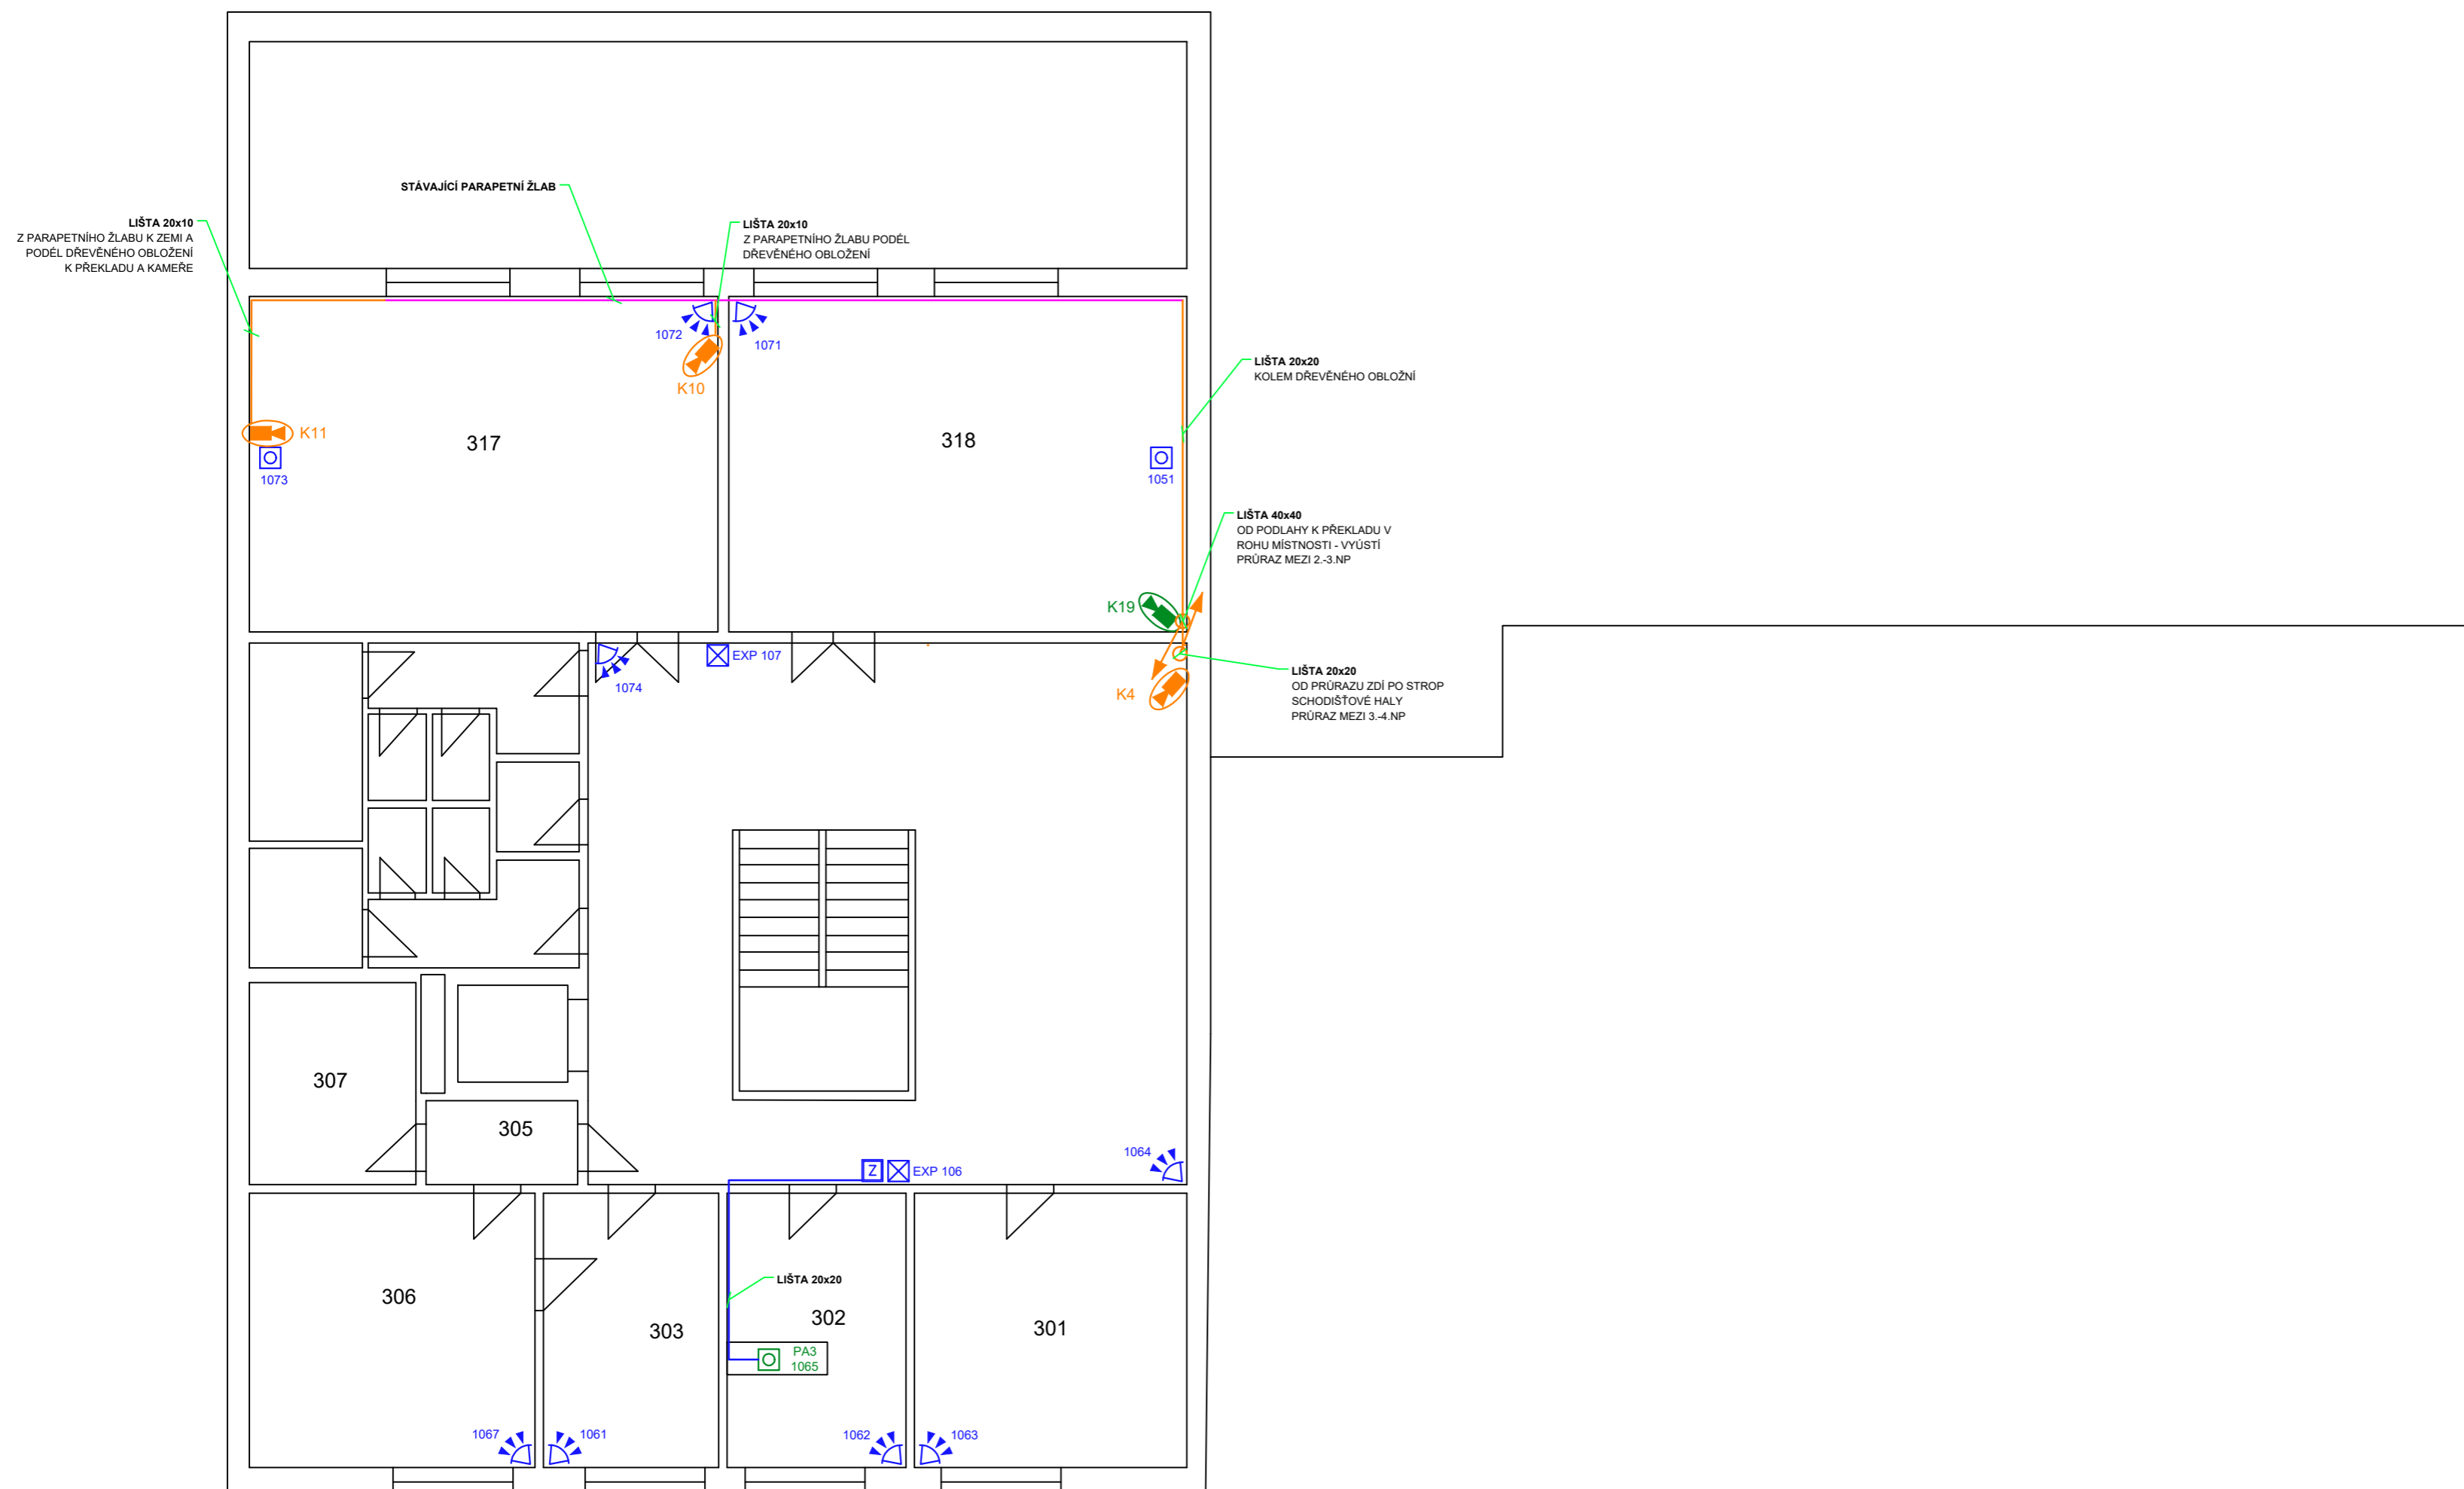 STÁVAJÍCÍ PARAPETNÍ ŽLAB
LIŠTA 20x10
Z PARAPETNÍHO ŽLABU K ZEMI A
PODÉL DŘEVĚNÉHO OBLOŽENÍ
K PŘEKLADU A KAMEŘE
LIŠTA 20x10
Z PARAPETNÍHO ŽLABU PODÉL
DŘEVĚNÉHO OBLOŽENÍ
1072
1071
K10
LIŠTA 20x20
KOLEM DŘEVĚNÉHO OBLOŽNÍ
K11
317
318
1073
1051
LIŠTA 40x40
OD PODLAHY K PŘEKLADU V
ROHU MÍSTNOSTI - VYÚSTÍ
PRŮRAZ MEZI 2.-3.NP
K19
EXP 107
1074
K4
LIŠTA 20x20
OD PRŮRAZU ZDÍ PO STROP
SCHODIŠŤOVÉ HALY
PRŮRAZ MEZI 3.-4.NP
307
305
1064
Z
EXP 106
LIŠTA 20x20
306
303
302
301
PA3
1065
1067
1061
1062
1063